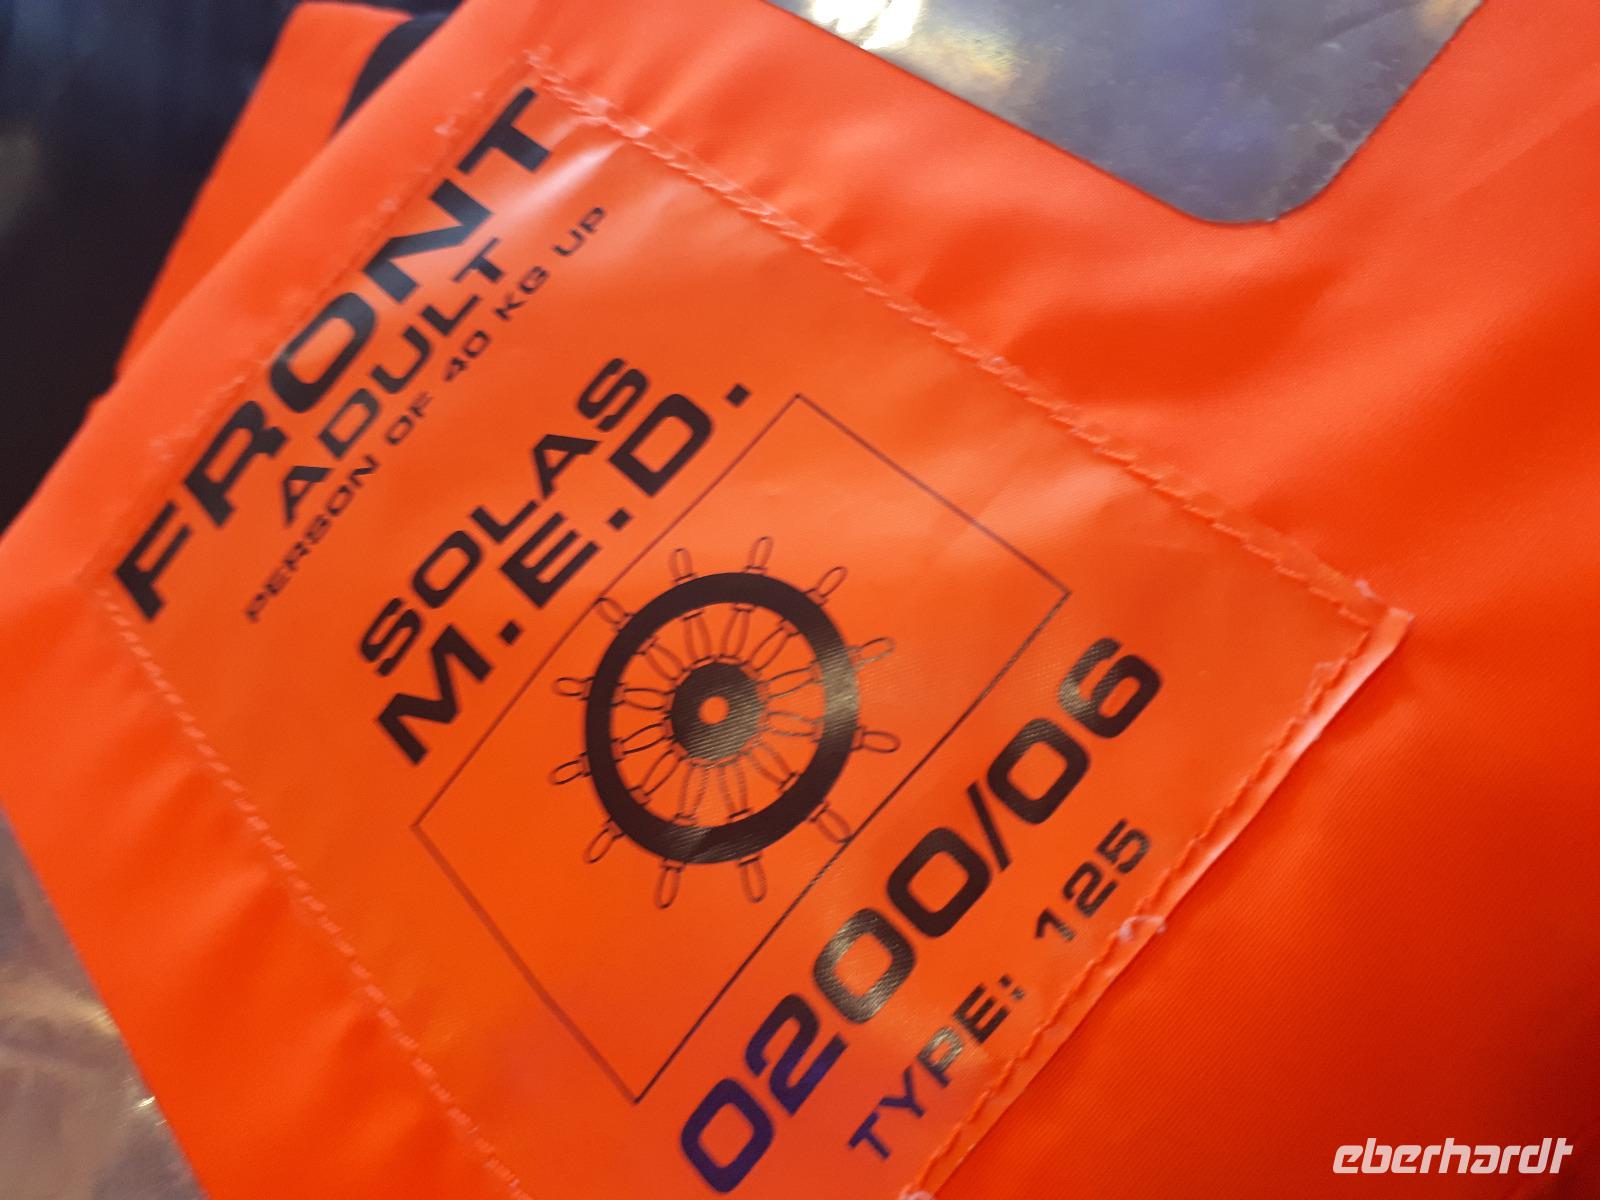 FRONT
ADULT
PERSON OF 40 KG UP
SOLAS
M.E.D.
0200/06
TYPE: 125
eberhardt